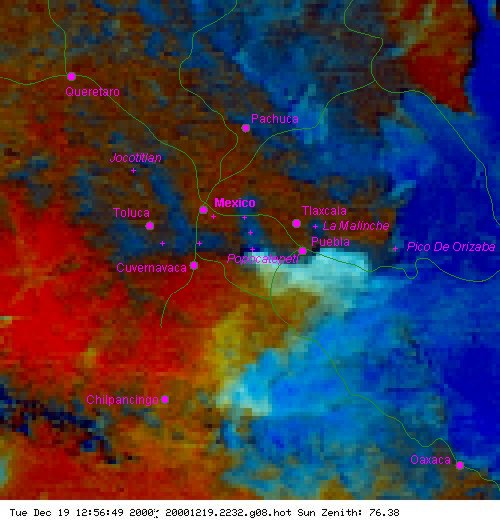 Queretaro
Pachuca
Jocotitlan
Mexico
Toluca
Tlaxcala
La Malinche
Puebla
Pico De Orizaba
Popocatepetl
Cuvernavaca
Chilpancingo
Oaxaca
Tue Dec 19 12:56:49 2000; 20001219.2232.g08.hot Sun Zenith: 76.38